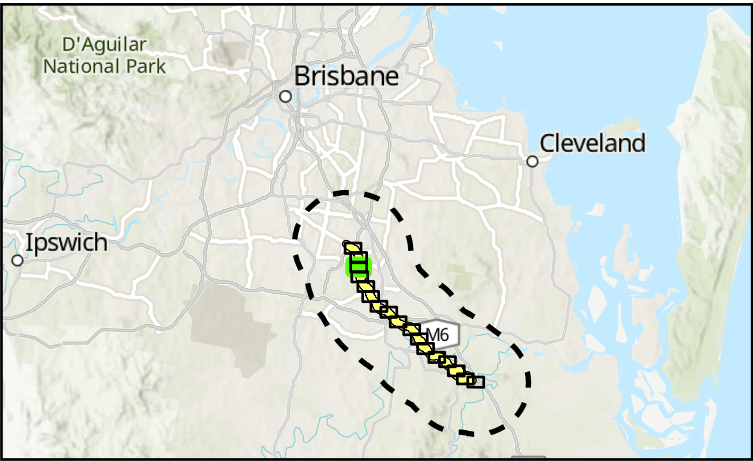 D'Aguilar
National Park
Brisbane
Cleveland
Ipswich
M6